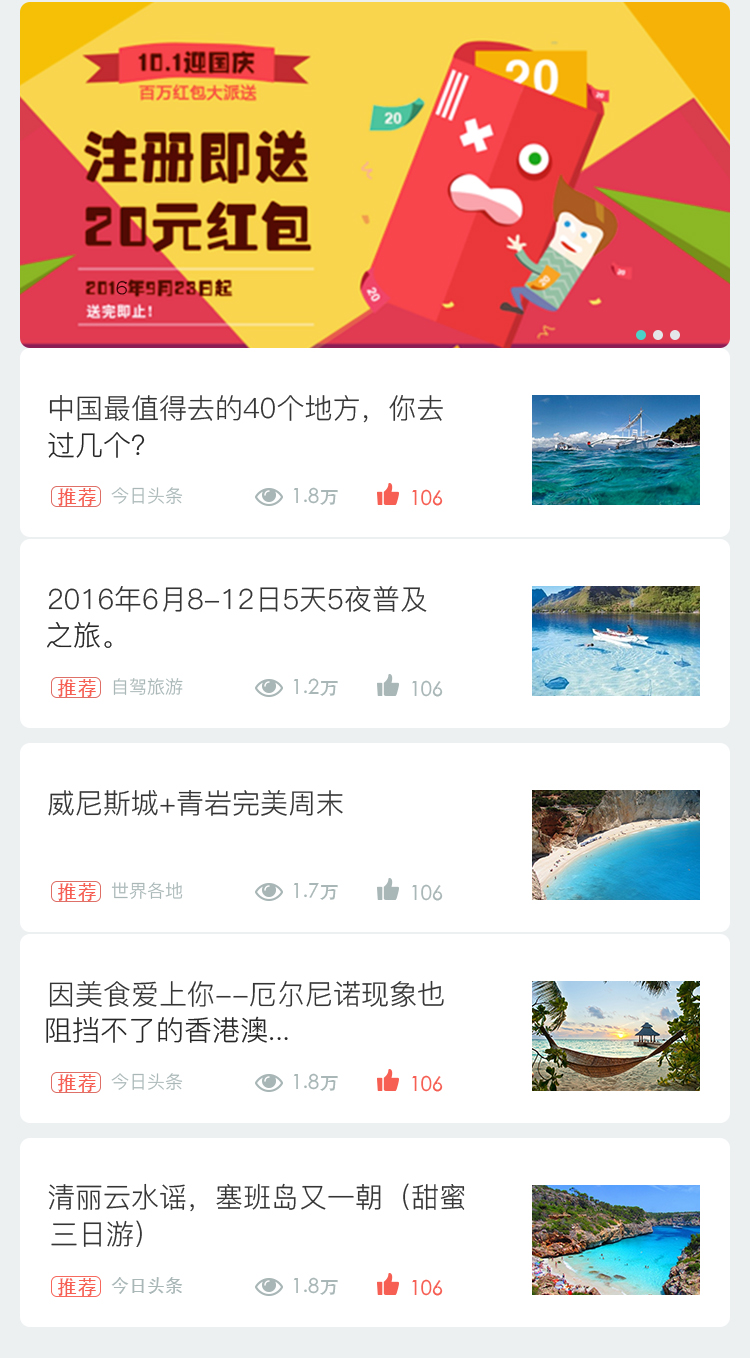 10.1迎国庆
百万红包大派送
注册即送
20元红包
2016年9月23日起
送完即止!
20
20
20
20
中国最值得去的40个地方，你去
过几个？
推荐 今日头条 1.8万 106
2016年6月8-12日5天5夜普及
之旅。
推荐 自驾旅游 1.2万 106
威尼斯城+青岩完美周末
推荐 世界各地 1.7万 106
因美食爱上你--厄尔尼诺现象也
阻挡不了的香港澳...
推荐 今日头条 1.8万 106
清丽云水谣，塞班岛又一朝（甜蜜
三日游）
推荐 今日头条 1.8万 106